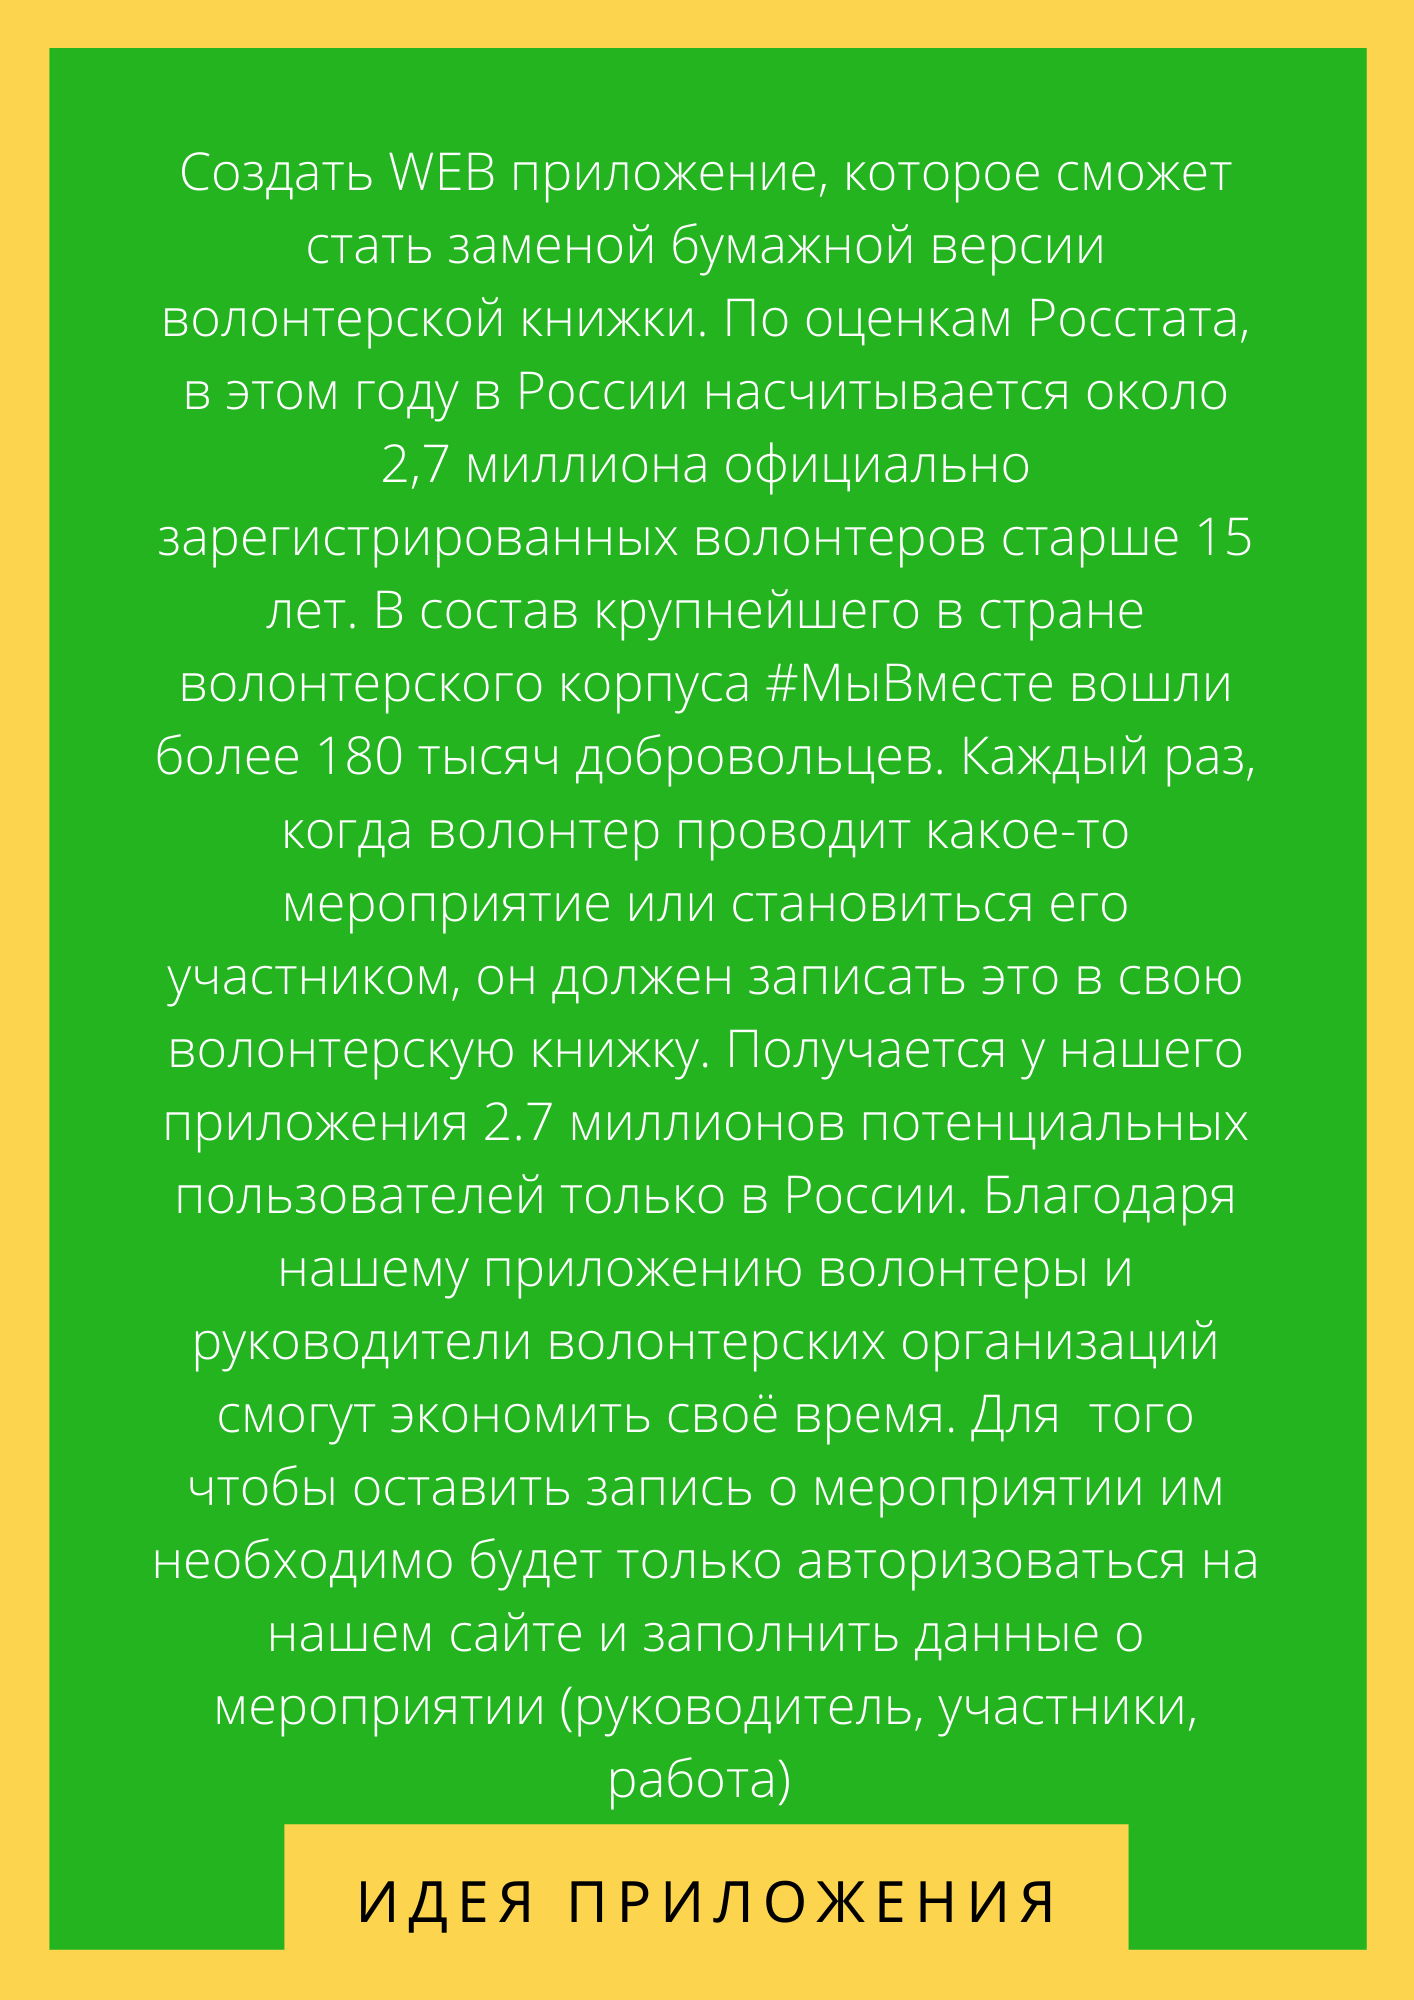 Создать WEB приложение, которое сможет
стать заменой бумажной версии
волонтерской книжки. По оценкам Росстата,
в этом году в России насчитывается около
2,7 миллиона официально
зарегистрированных волонтеров старше 15
лет. В состав крупнейшего в стране
волонтерского корпуса #МыВместе вошли
более 180 тысяч добровольцев. Каждый раз,
когда волонтер проводит какое-то
мероприятие или становиться его
участником, он должен записать это в свою
волонтерскую книжку. Получается у нашего
приложения 2.7 миллионов потенциальных
пользователей только в России. Благодаря
нашему приложению волонтеры и
руководители волонтерских организаций
смогут экономить своё время. Для  того
чтобы оставить запись о мероприятии им
необходимо будет только авторизоваться на
нашем сайте и заполнить данные о
мероприятии (руководитель, участники,
работа)
ИДЕЯ ПРИЛОЖЕНИЯ